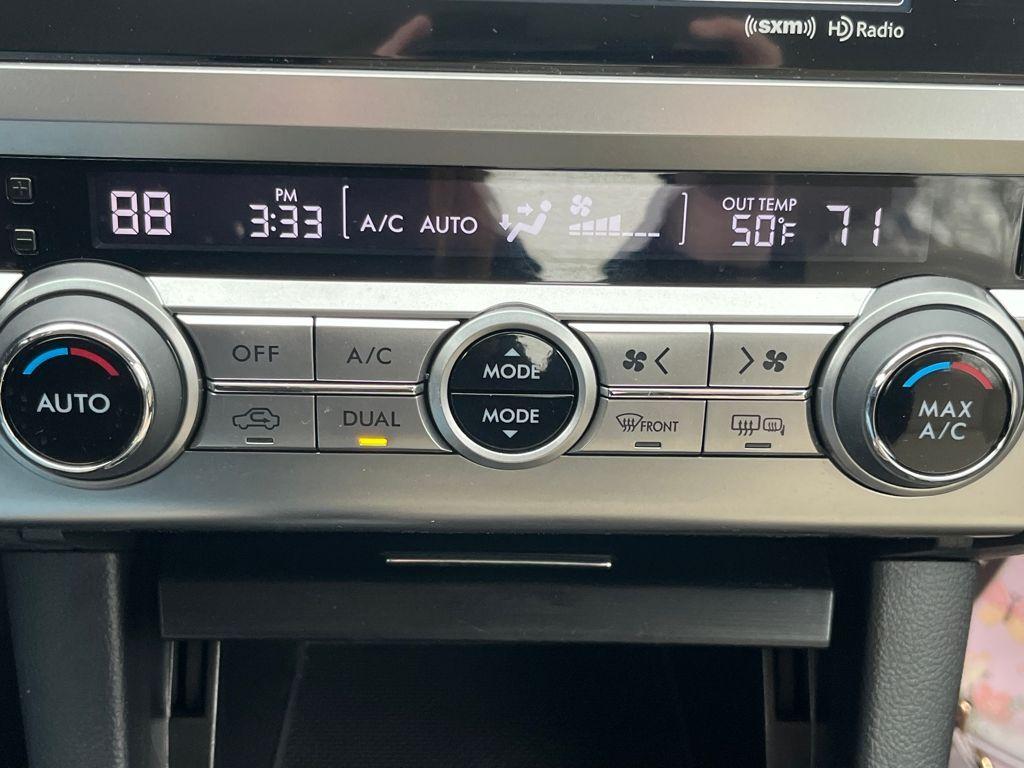 ((sxm)) HD Radio
+
88 PM 3:33 [ A/C AUTO ] OUT TEMP 50°F 71
−
OFF A/C MODE
AUTO DUAL MODE FRONT MAX A/C